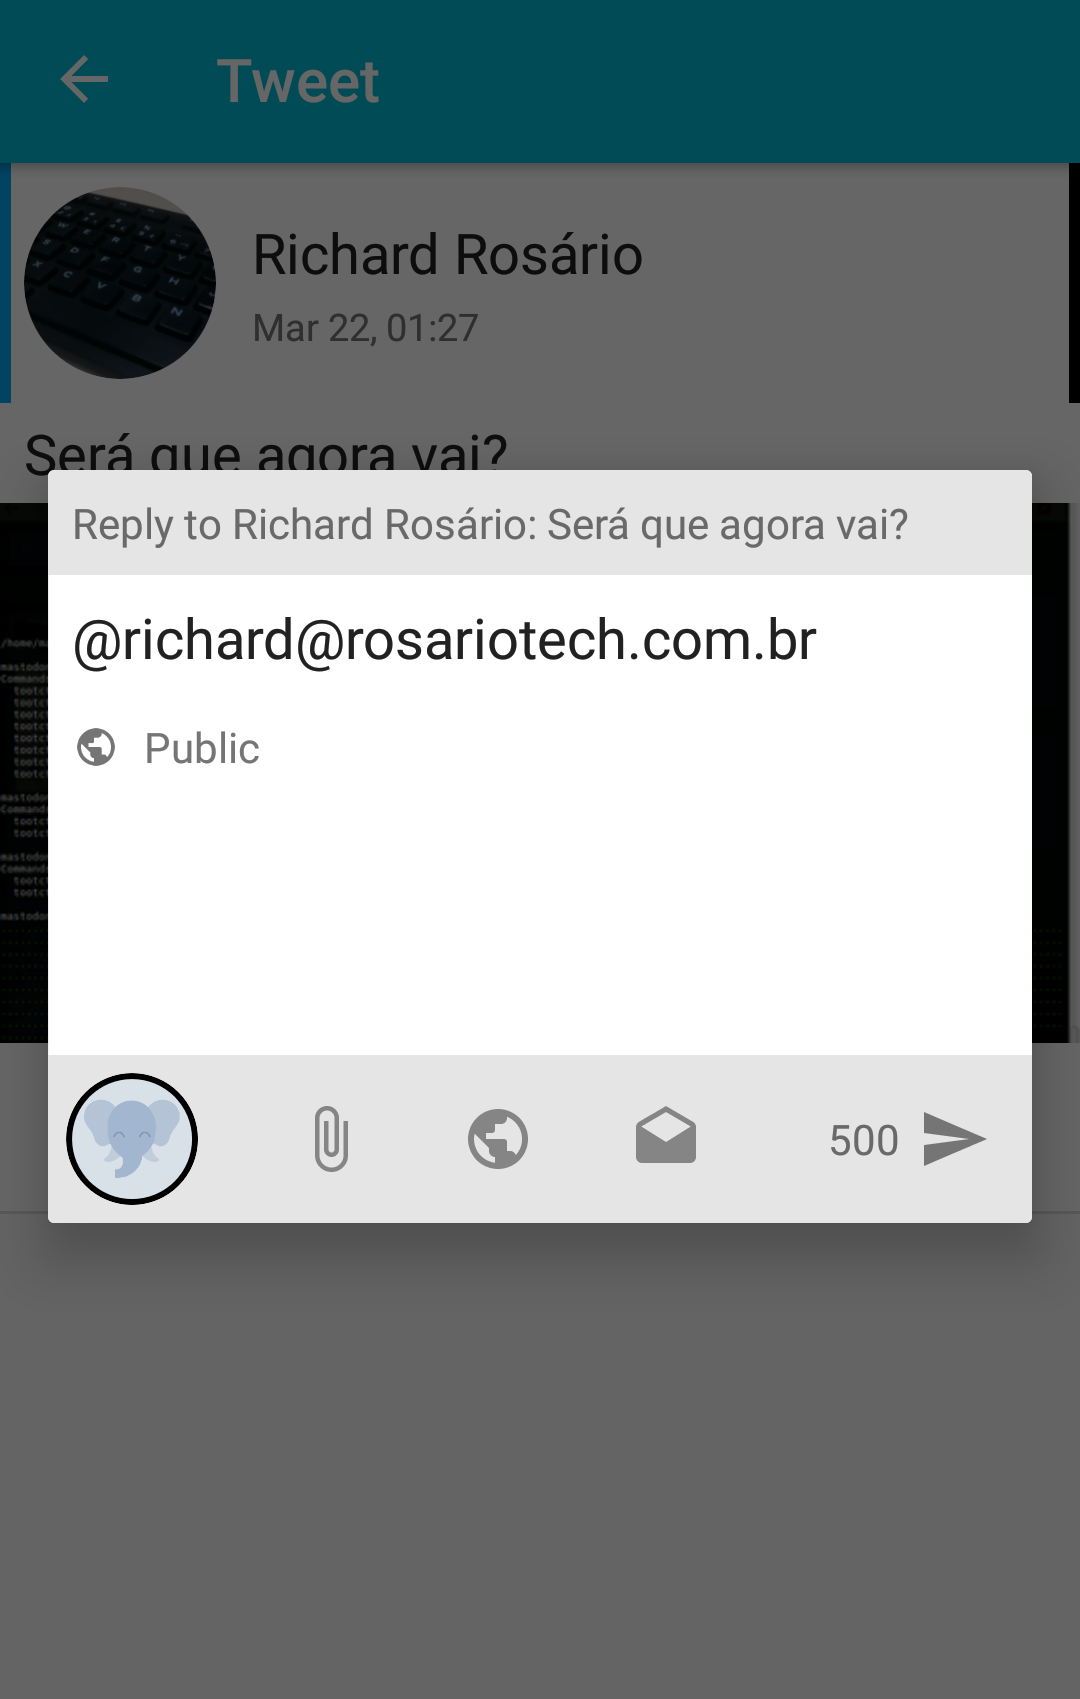 Tweet
Richard Rosário
Mar 22, 01:27
Será que agora vai?
Reply to Richard Rosário: Será que agora vai?
@richard@rosariotech.com.br
Public
500